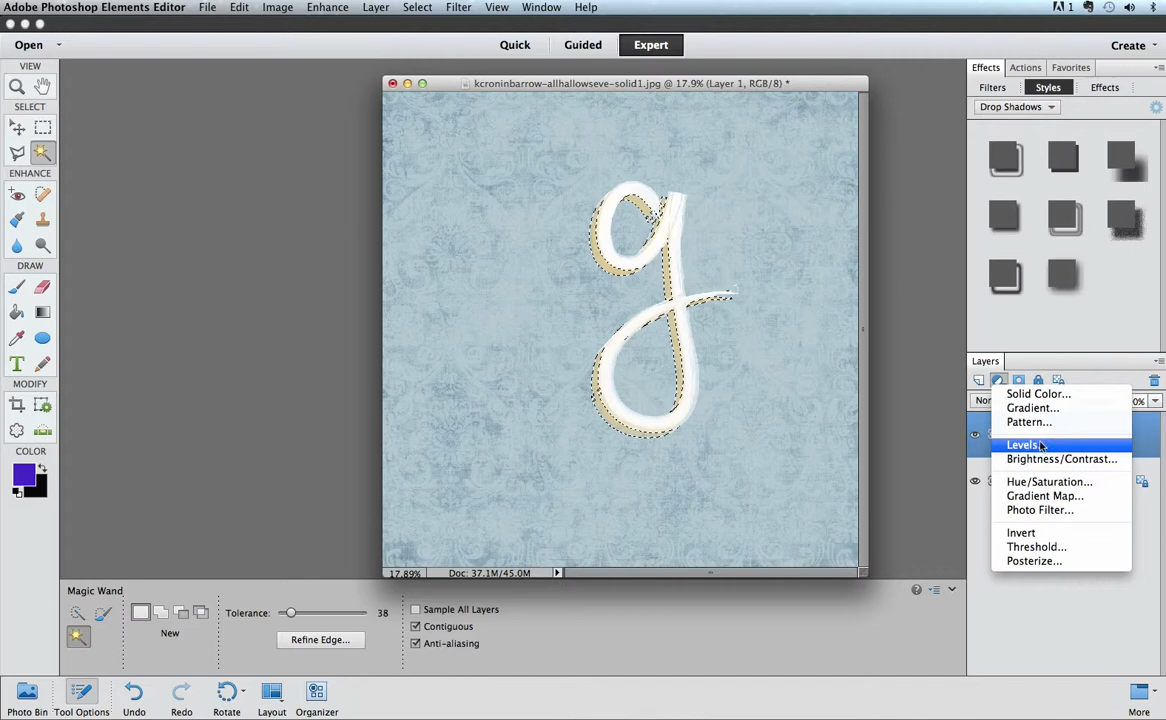 Adobe Photoshop Elements Editor File Edit Image Enhance Layer Select Filter View Window Help 1
Open Quick Guided Expert Create
VIEW
SELECT
ENHANCE
DRAW
T
MODIFY
COLOR
kcroninbarrow-allhallowseve-solid1.jpg @ 17.9% (Layer 1, RGB/8) *
g
17.89% Doc: 37.1M/45.0M
Effects Actions Favorites
Filters Styles Effects
Drop Shadows
Layers
0%
Solid Color...
Gradient...
Pattern...
Levels
Brightness/Contrast...
Hue/Saturation...
Gradient Map...
Photo Filter...
Invert
Threshold...
Posterize...
Magic Wand
New
Tolerance: 38
Refine Edge...
Sample All Layers
Contiguous
Anti-aliasing
Photo Bin Tool Options Undo Redo Rotate Layout Organizer More